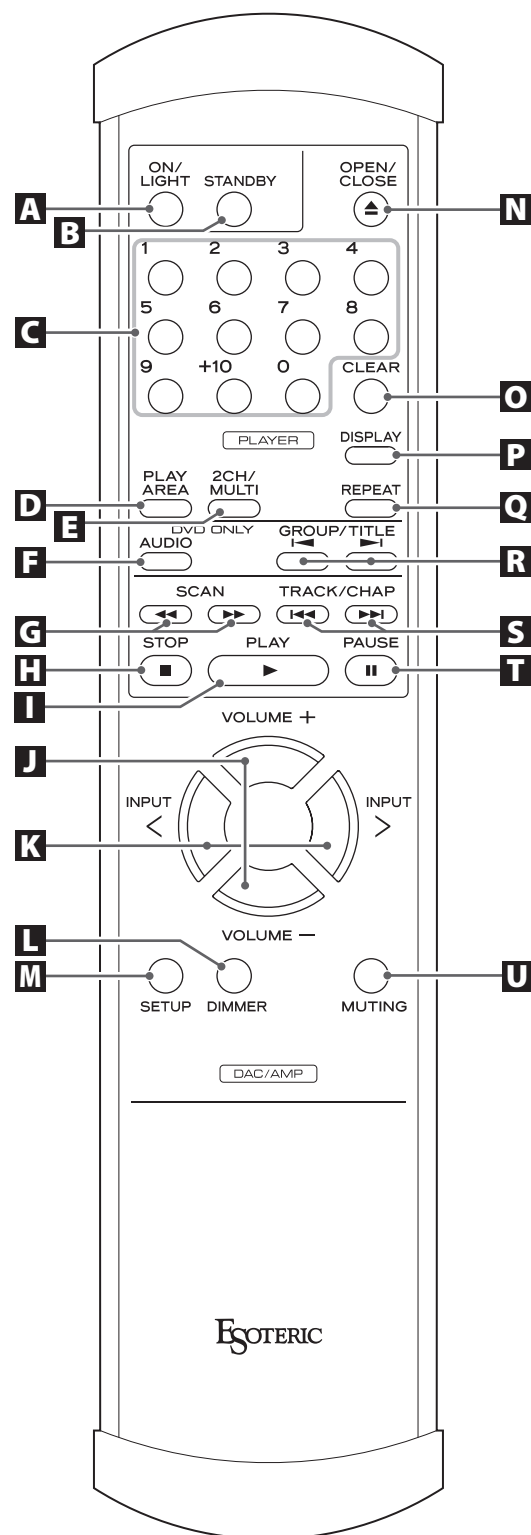 ON/ OPEN/
LIGHT STANDBY CLOSE
A N
B
1 2 3 4
C
5 6 7 8
9 +10 0 CLEAR
O
PLAYER DISPLAY
P
PLAY 2CH/
AREA MULTI REPEAT
D Q
E
DVD ONLY
AUDIO GROUP/TITLE
F R
SCAN TRACK/CHAP
G S
STOP PLAY PAUSE
H T
I
VOLUME +
J
INPUT INPUT
< >
K
VOLUME −
L
M U
SETUP DIMMER MUTING
DAC/AMP
ESOTERIC